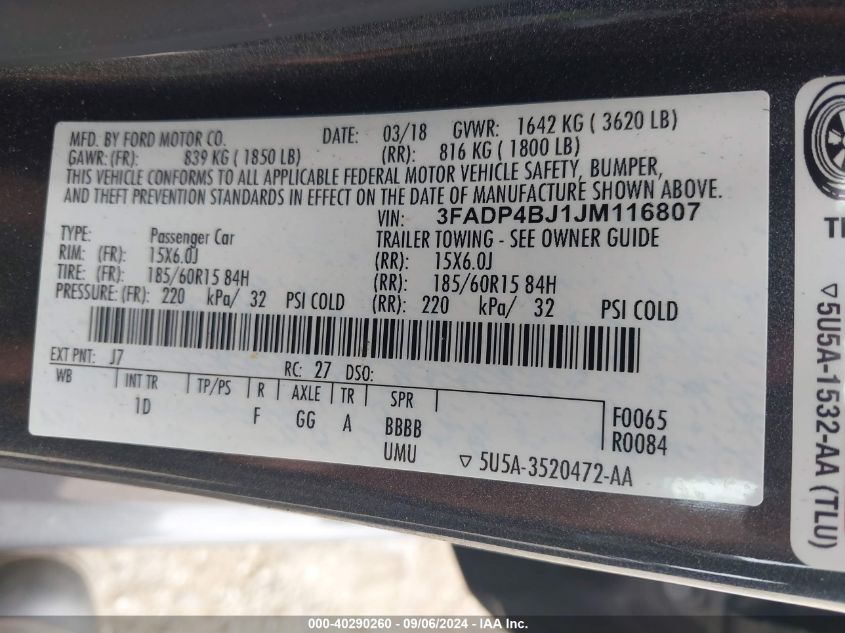 MFD. BY FORD MOTOR CO. DATE: 03/18 GVWR: 1642 KG ( 3620 LB)
GAWR: (FR): 839 KG ( 1850 LB) (RR): 816 KG ( 1800 LB)
THIS VEHICLE CONFORMS TO ALL APPLICABLE FEDERAL MOTOR VEHICLE SAFETY, BUMPER,
AND THEFT PREVENTION STANDARDS IN EFFECT ON THE DATE OF MANUFACTURE SHOWN ABOVE.
VIN: 3FADP4BJ1JM116807
TYPE: Passenger Car TRAILER TOWING - SEE OWNER GUIDE
RIM: (FR): 15X6.0J (RR): 15X6.0J
TIRE: (FR): 185/60R15 84H (RR): 185/60R15 84H
PRESSURE: (FR): 220 kPa/ 32 PSI COLD (RR): 220 kPa/ 32 PSI COLD
EXT PNT: J7 RC: 27 DSO:
WB INT TR TP/PS R AXLE TR SPR
1D F GG A BBBB F0065
UMU R0084
▽ 5U5A-3520472-AA
▽ 5U5A-1532-AA (TLU)
000-40290260 - 09/06/2024 - IAA Inc.